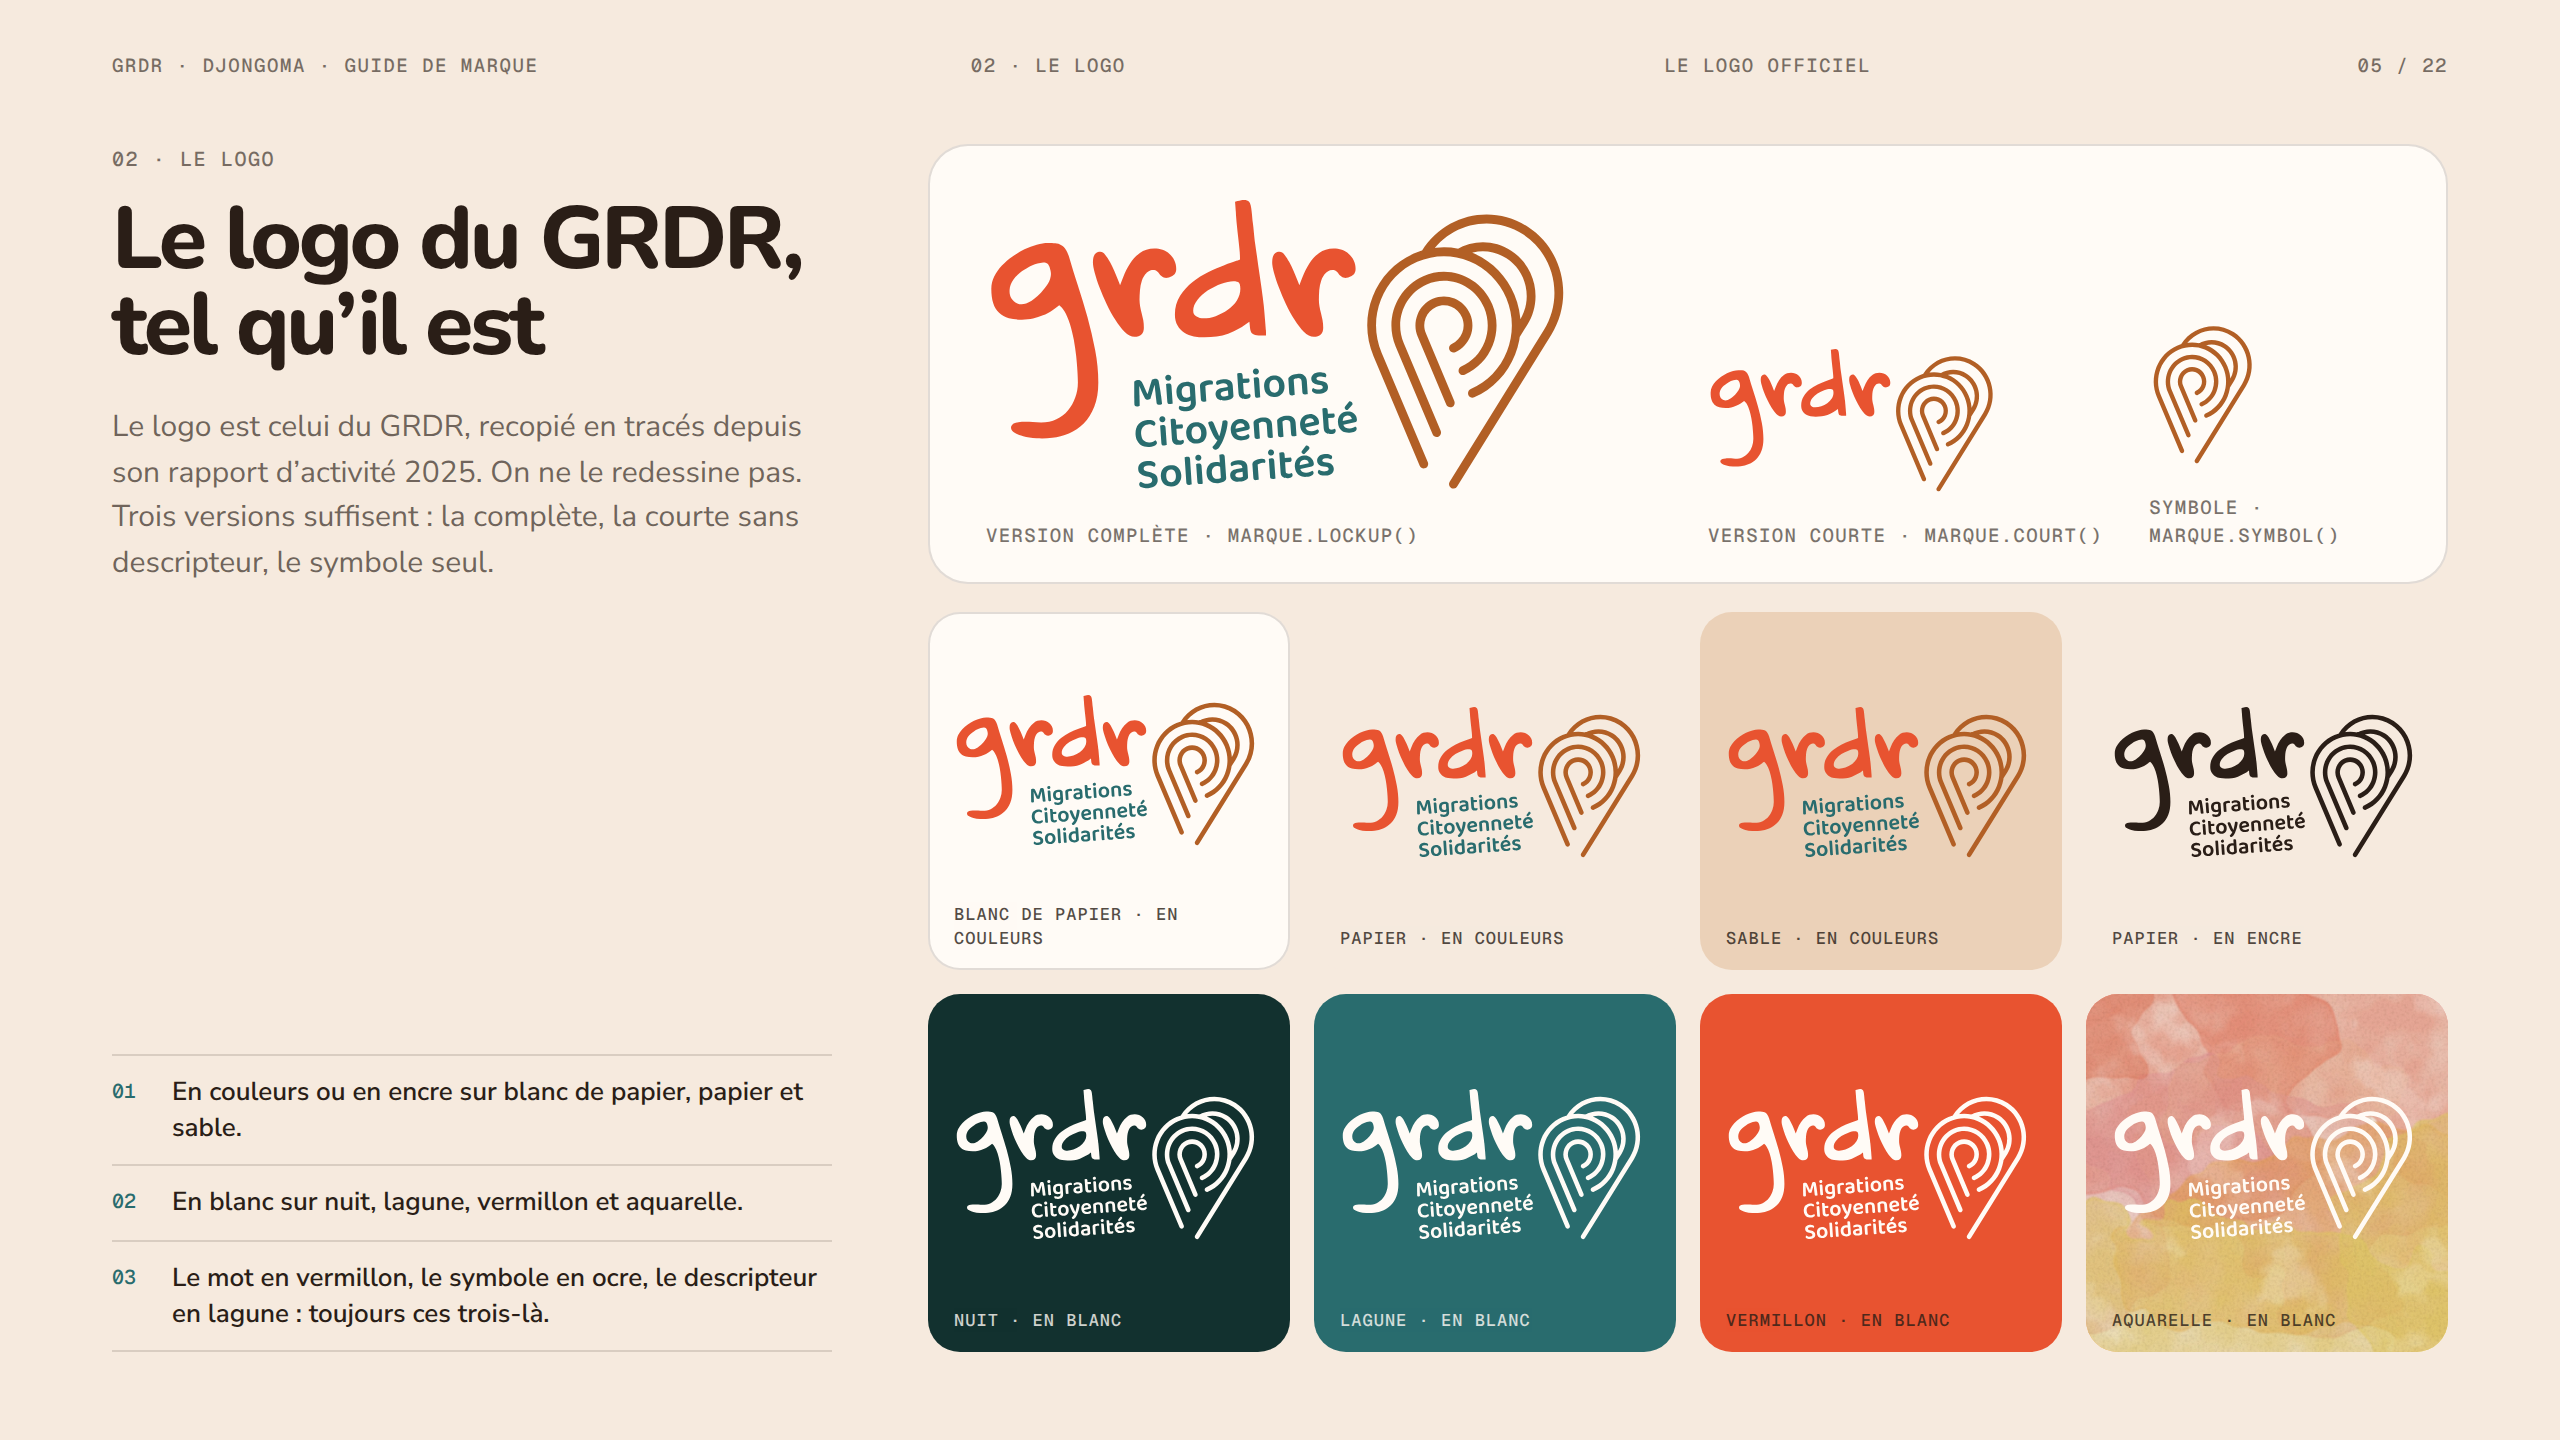 GRDR · DJONGOMA · GUIDE DE MARQUE
02 · LE LOGO
LE LOGO OFFICIEL
05 / 22
02 · LE LOGO
Le logo du GRDR,
tel qu’il est
Le logo est celui du GRDR, recopié en tracés depuis
son rapport d’activité 2025. On ne le redessine pas.
Trois versions suffisent : la complète, la courte sans
descripteur, le symbole seul.
01 En couleurs ou en encre sur blanc de papier, papier et
sable.
02 En blanc sur nuit, lagune, vermillon et aquarelle.
03 Le mot en vermillon, le symbole en ocre, le descripteur
en lagune : toujours ces trois-là.
grdr
Migrations
Citoyenneté
Solidarités
VERSION COMPLÈTE · MARQUE.LOCKUP()
grdr
VERSION COURTE · MARQUE.COURT()
SYMBOLE ·
MARQUE.SYMBOL()
grdr
Migrations
Citoyenneté
Solidarités
BLANC DE PAPIER · EN
COULEURS
grdr
Migrations
Citoyenneté
Solidarités
PAPIER · EN COULEURS
grdr
Migrations
Citoyenneté
Solidarités
SABLE · EN COULEURS
grdr
Migrations
Citoyenneté
Solidarités
PAPIER · EN ENCRE
grdr
Migrations
Citoyenneté
Solidarités
NUIT · EN BLANC
grdr
Migrations
Citoyenneté
Solidarités
LAGUNE · EN BLANC
grdr
Migrations
Citoyenneté
Solidarités
VERMILLON · EN BLANC
grdr
Migrations
Citoyenneté
Solidarités
AQUARELLE · EN BLANC